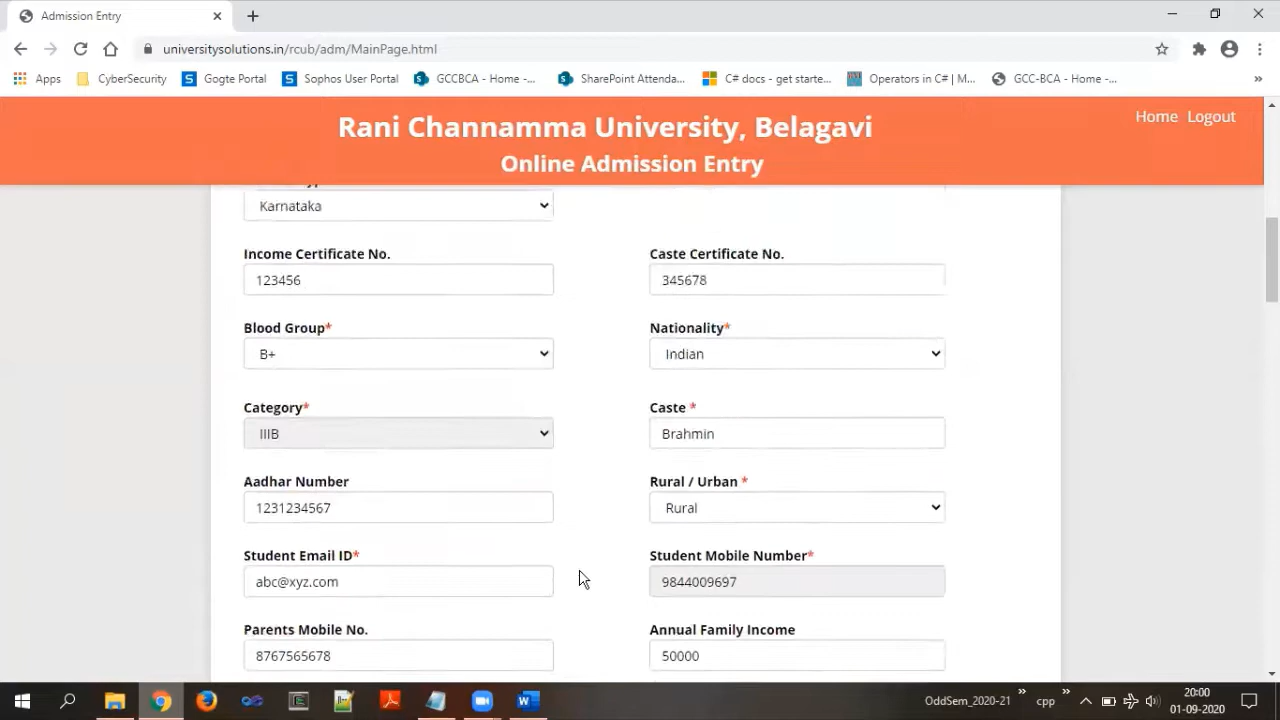 Admission Entry
universitysolutions.in/rcub/adm/MainPage.html
Apps CyberSecurity Gogte Portal Sophos User Portal GCCBCA - Home -... SharePoint Attenda... C# docs - get starte... Operators in C# | M... GCC-BCA - Home -... »
Rani Channamma University, Belagavi
Home Logout
Online Admission Entry
Karnataka
Income Certificate No. Caste Certificate No.
123456 345678
Blood Group* Nationality*
B+ Indian
Category* Caste *
IIIB Brahmin
Aadhar Number Rural / Urban *
1231234567 Rural
Student Email ID* Student Mobile Number*
abc@xyz.com 9844009697
Parents Mobile No. Annual Family Income
8767565678 50000
OddSem_2020-21 » cpp » 20:00
01-09-2020